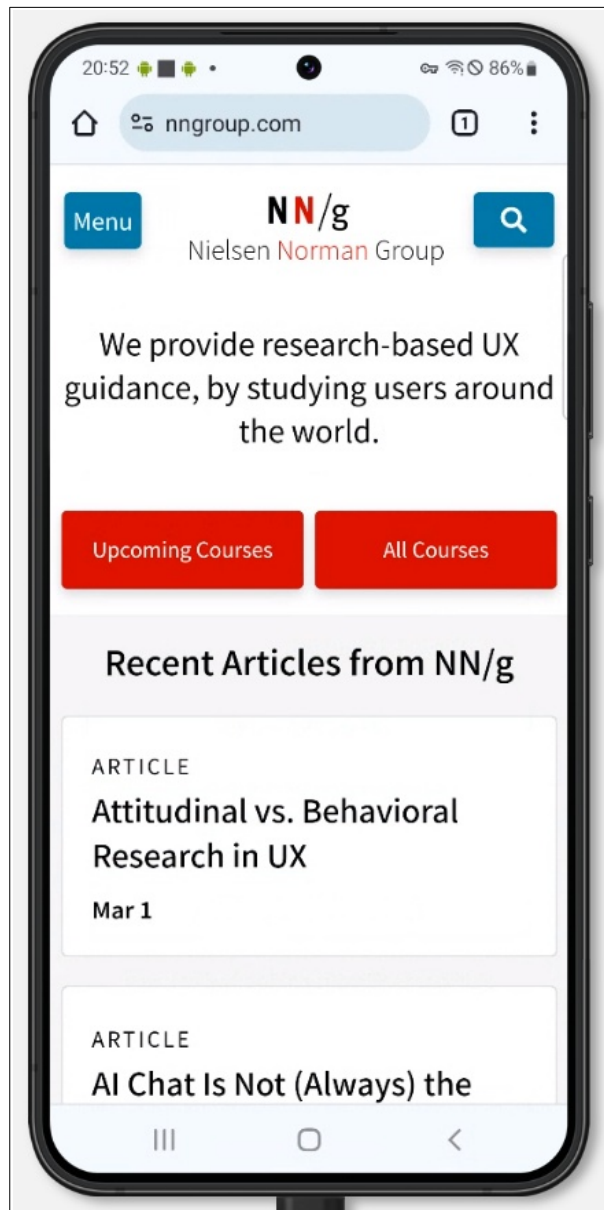 20:52
86%
nngroup.com
1
Menu
NN/g
Nielsen Norman Group
We provide research-based UX
guidance, by studying users around
the world.
Upcoming Courses
All Courses
Recent Articles from NN/g
ARTICLE
Attitudinal vs. Behavioral
Research in UX
Mar 1
ARTICLE
AI Chat Is Not (Always) the